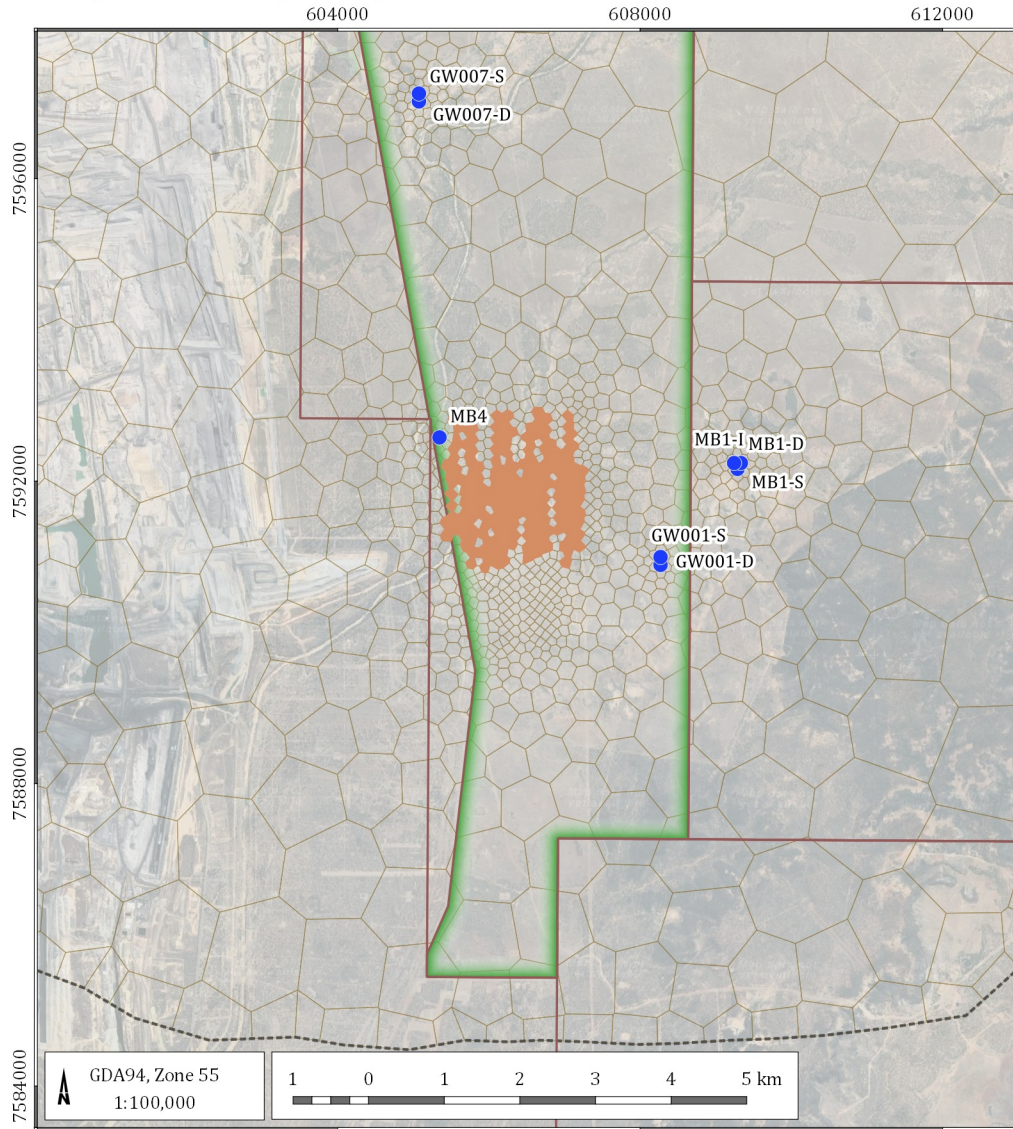 604000 608000 612000
GW007-S
GW007-D
7596000
MB4
MB1-I MB1-D
7592000
MB1-S
GW001-S
GW001-D
7588000
GDA94, Zone 55
1:100,000
N
1 0 1 2 3 4 5 km
7584000